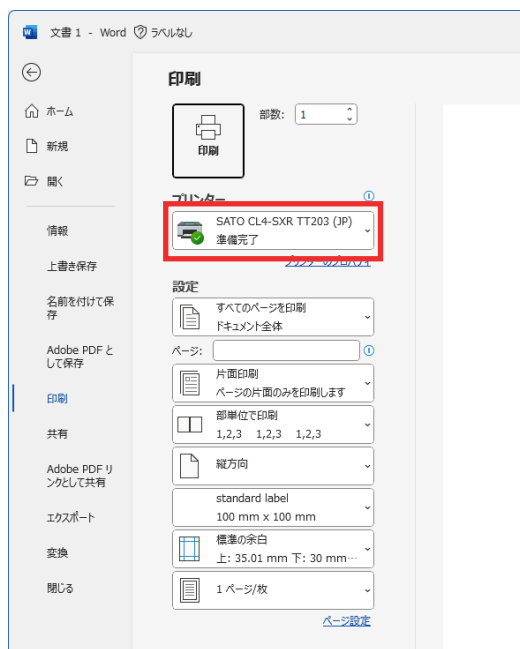 文書 1 - Word ラベルなし
印刷
ホーム
新規
開く
情報
上書き保存
名前を付けて保
存
Adobe PDF と
して保存
印刷
共有
Adobe PDF リ
ンクとして共有
エクスポート
変換
閉じる
印刷
部数: 1
プリンター
SATO CL4-SXR TT203 (JP)
準備完了
プリンターのプロパティ
設定
すべてのページを印刷
ドキュメント全体
ページ:
片面印刷
ページの片面のみを印刷します
部単位で印刷
1,2,3 1,2,3 1,2,3
縦方向
standard label
100 mm x 100 mm
標準の余白
上: 35.01 mm 下: 30 mm…
1 ページ/枚
ページ設定